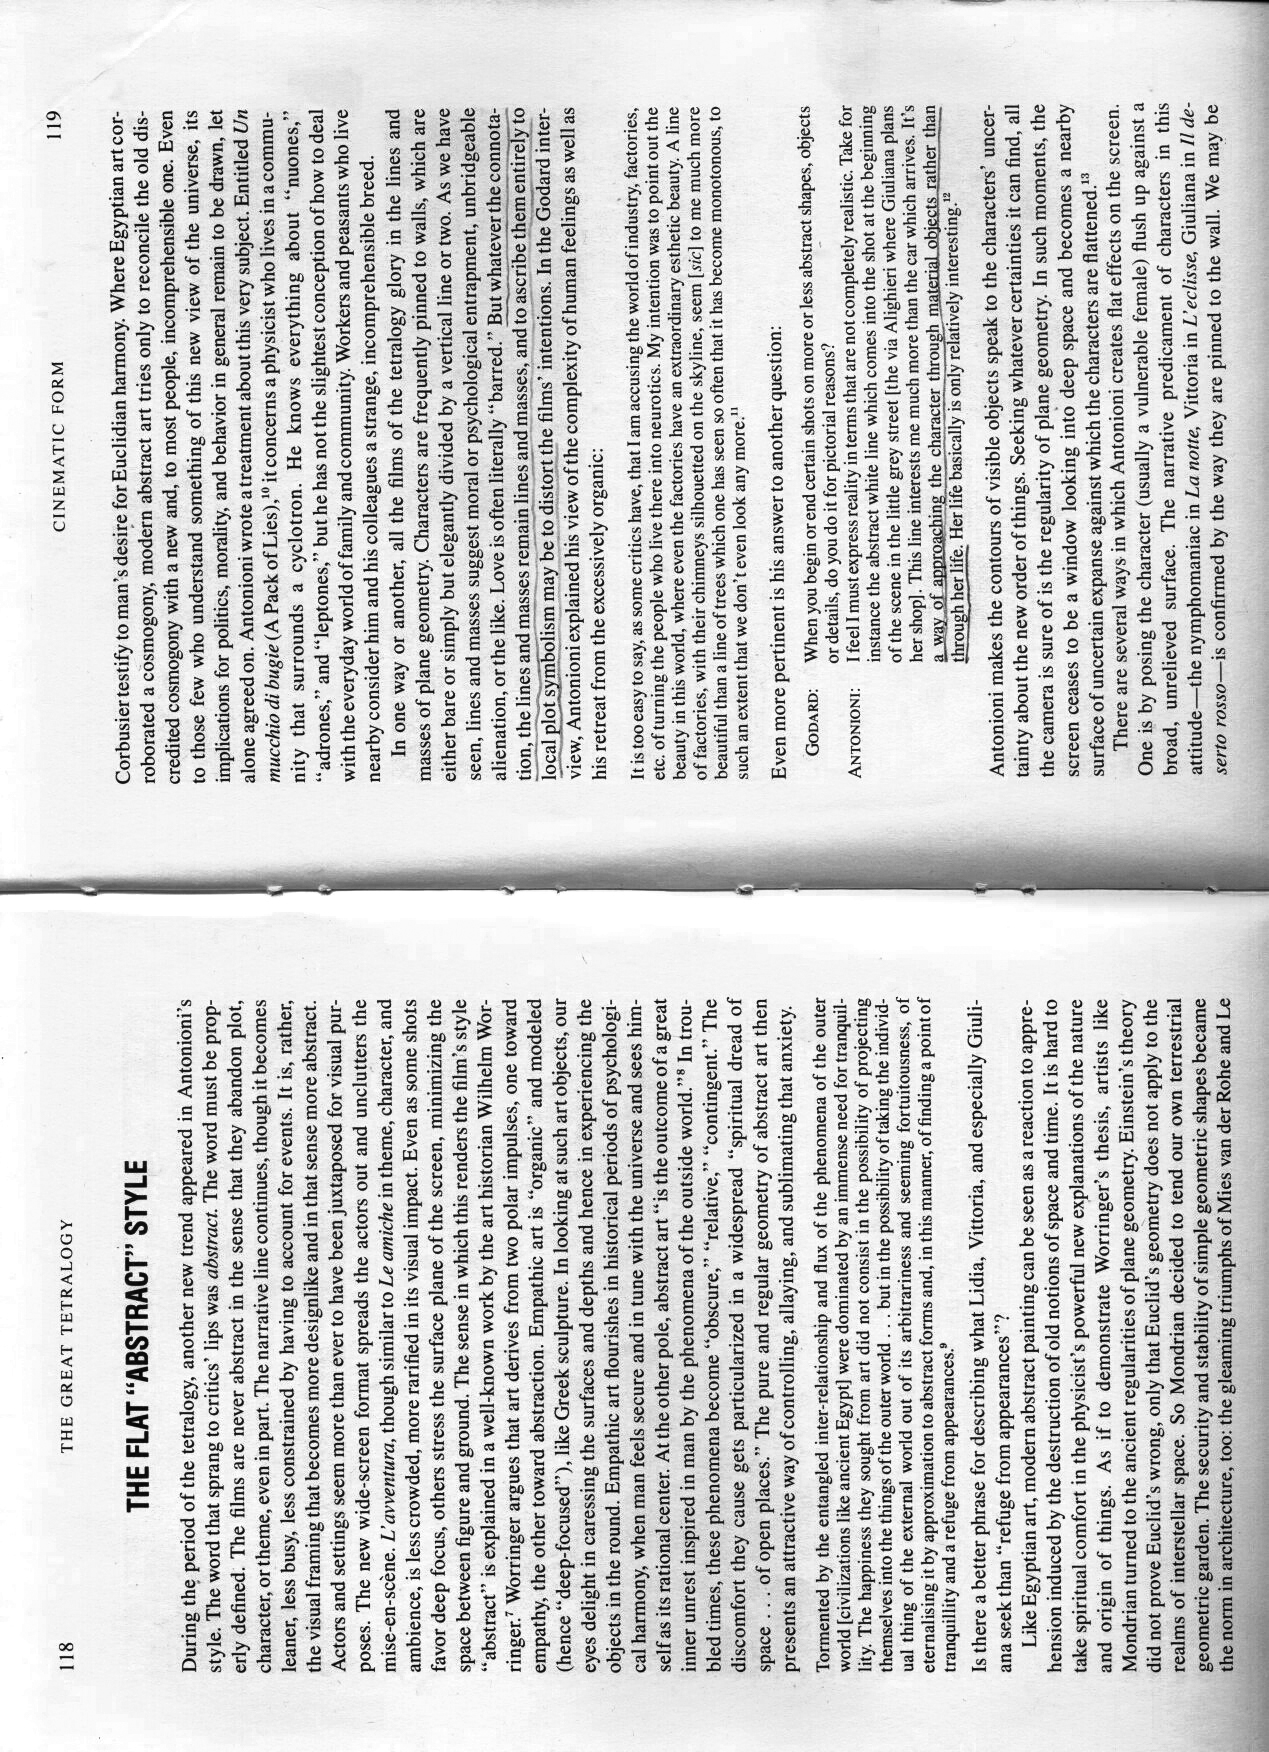 118
THE GREAT TETRALOGY
THE FLAT “ABSTRACT” STYLE
During the period of the tetralogy, another new trend appeared in Antonioni's
style. The word that sprang to critics' lips was abstract. The word must be prop-
erly defined. The films are never abstract in the sense that they abandon plot,
character, or theme, even in part. The narrative line continues, though it becomes
leaner, less busy, less constrained by having to account for events. It is, rather,
the visual framing that becomes more designlike and in that sense more abstract.
Actors and settings seem more than ever to have been juxtaposed for visual pur-
poses. The new wide-screen format spreads the actors out and unclutters the
mise-en-scène. L'avventura, though similar to Le amiche in theme, character, and
ambience, is less crowded, more rarified in its visual impact. Even as some shots
favor deep focus, others stress the surface plane of the screen, minimizing the
space between figure and ground. The sense in which this renders the film's style
“abstract” is explained in a well-known work by the art historian Wilhelm Wor-
ringer.⁷ Worringer argues that art derives from two polar impulses, one toward
empathy, the other toward abstraction. Empathic art is “organic” and modeled
(hence “deep-focused”), like Greek sculpture. In looking at such art objects, our
eyes delight in caressing the surfaces and depths and hence in experiencing the
objects in the round. Empathic art flourishes in historical periods of psychologi-
cal harmony, when man feels secure and in tune with the universe and sees him-
self as its rational center. At the other pole, abstract art “is the outcome of a great
inner unrest inspired in man by the phenomena of the outside world.”⁸ In trou-
bled times, these phenomena become “obscure,” “relative,” “contingent.” The
discomfort they cause gets particularized in a widespread “spiritual dread of
space . . . of open places.” The pure and regular geometry of abstract art then
presents an attractive way of controlling, allaying, and sublimating that anxiety.
Tormented by the entangled inter-relationship and flux of the phenomena of the outer
world [civilizations like ancient Egypt] were dominated by an immense need for tranquil-
lity. The happiness they sought from art did not consist in the possibility of projecting
themselves into the things of the outer world . . . but in the possibility of taking the individ-
ual thing of the external world out of its arbitrariness and seeming fortuitousness, of
eternalising it by approximation to abstract forms and, in this manner, of finding a point of
tranquillity and a refuge from appearances.⁹
Is there a better phrase for describing what Lidia, Vittoria, and especially Giuli-
ana seek than “refuge from appearances”?
Like Egyptian art, modern abstract painting can be seen as a reaction to appre-
hension induced by the destruction of old notions of space and time. It is hard to
take spiritual comfort in the physicist's powerful new explanations of the nature
and origin of things. As if to demonstrate Worringer's thesis, artists like
Mondrian turned to the ancient regularities of plane geometry. Einstein's theory
did not prove Euclid's wrong, only that Euclid's geometry does not apply to the
realms of interstellar space. So Mondrian decided to tend our own terrestrial
geometric garden. The security and stability of simple geometric shapes became
the norm in architecture, too: the gleaming triumphs of Mies van der Rohe and Le
CINEMATIC FORM
119
Corbusier testify to man's desire for Euclidian harmony. Where Egyptian art cor-
roborated a cosmogony, modern abstract art tries only to reconcile the old dis-
credited cosmogony with a new and, to most people, incomprehensible one. Even
to those few who understand something of this new view of the universe, its
implications for politics, morality, and behavior in general remain to be drawn, let
alone agreed on. Antonioni wrote a treatment about this very subject. Entitled Un
mucchio di bugie (A Pack of Lies),¹⁰ it concerns a physicist who lives in a commu-
nity that surrounds a cyclotron. He knows everything about “nuones,”
“adrones,” and “leptones,” but he has not the slightest conception of how to deal
with the everyday world of family and community. Workers and peasants who live
nearby consider him and his colleagues a strange, incomprehensible breed.
In one way or another, all the films of the tetralogy glory in the lines and
masses of plane geometry. Characters are frequently pinned to walls, which are
either bare or simply but elegantly divided by a vertical line or two. As we have
seen, lines and masses suggest moral or psychological entrapment, unbridgeable
alienation, or the like. Love is often literally “barred.” But whatever the connota-
tion, the lines and masses remain lines and masses, and to ascribe them entirely to
local plot symbolism may be to distort the films' intentions. In the Godard inter-
view, Antonioni explained his view of the complexity of human feelings as well as
his retreat from the excessively organic:
It is too easy to say, as some critics have, that I am accusing the world of industry, factories,
etc. of turning the people who live there into neurotics. My intention was to point out the
beauty in this world, where even the factories have an extraordinary esthetic beauty. A line
of factories, with their chimneys silhouetted on the skyline, seem [sic] to me much more
beautiful than a line of trees which one has seen so often that it has become monotonous, to
such an extent that we don't even look any more.¹¹
Even more pertinent is his answer to another question:
GODARD: When you begin or end certain shots on more or less abstract shapes, objects
or details, do you do it for pictorial reasons?
ANTONIONI: I feel I must express reality in terms that are not completely realistic. Take for
instance the abstract white line which comes into the shot at the beginning
of the scene in the little grey street [the via Alighieri where Giuliana plans
her shop]. This line interests me much more than the car which arrives. It's
a way of approaching the character through material objects rather than
through her life. Her life basically is only relatively interesting.¹²
Antonioni makes the contours of visible objects speak to the characters' uncer-
tainty about the new order of things. Seeking whatever certainties it can find, all
the camera is sure of is the regularity of plane geometry. In such moments, the
screen ceases to be a window looking into deep space and becomes a nearby
surface of uncertain expanse against which the characters are flattened.¹³
There are several ways in which Antonioni creates flat effects on the screen.
One is by posing the character (usually a vulnerable female) flush up against a
broad, unrelieved surface. The narrative predicament of characters in this
attitude—the nymphomaniac in La notte, Vittoria in L'eclisse, Giuliana in Il de-
serto rosso—is confirmed by the way they are pinned to the wall. We may be